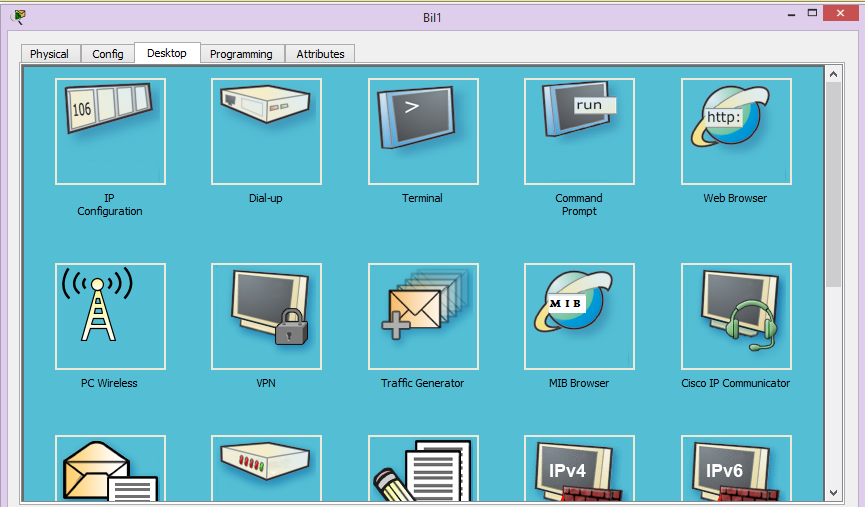 Bil1
Physical
Config
Desktop
Programming
Attributes
106
>
run
http:
IP
Configuration
Dial-up
Terminal
Command
Prompt
Web Browser
MIB
PC Wireless
VPN
Traffic Generator
MIB Browser
Cisco IP Communicator
IPv4
IPv6